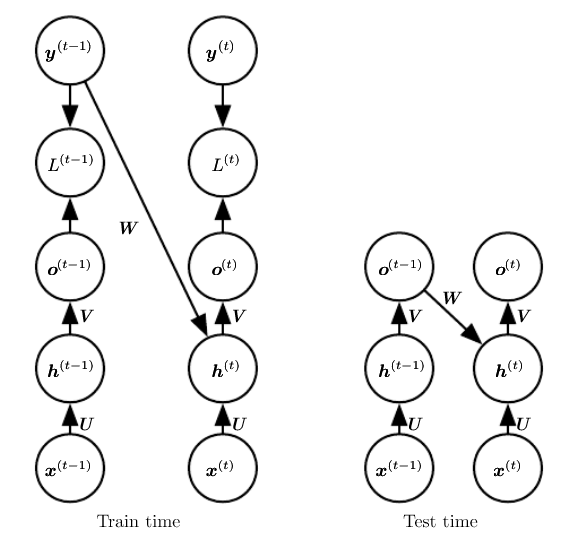 y^(t−1) y^(t)
L^(t−1) L^(t)
W
o^(t−1) o^(t) o^(t−1) o^(t)
W
V V V V
h^(t−1) h^(t) h^(t−1) h^(t)
U U U U
x^(t−1) x^(t) x^(t−1) x^(t)
Train time Test time